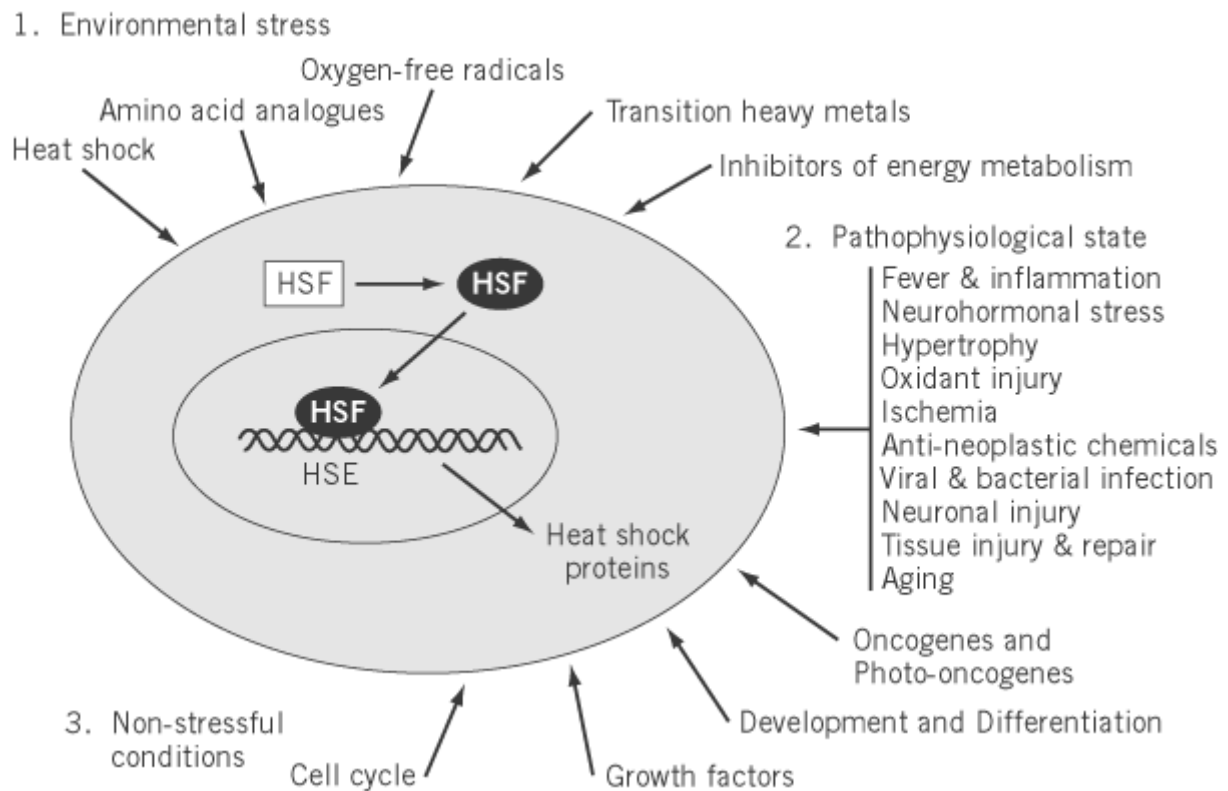 1. Environmental stress
Oxygen-free radicals
Amino acid analogues
Transition heavy metals
Heat shock
Inhibitors of energy metabolism
2. Pathophysiological state
Fever & inflammation
Neurohormonal stress
Hypertrophy
Oxidant injury
Ischemia
Anti-neoplastic chemicals
Viral & bacterial infection
Neuronal injury
Tissue injury & repair
Aging
HSF
HSF
HSF
HSE
Heat shock
proteins
Oncogenes and
Photo-oncogenes
Development and Differentiation
3. Non-stressful
conditions
Cell cycle
Growth factors